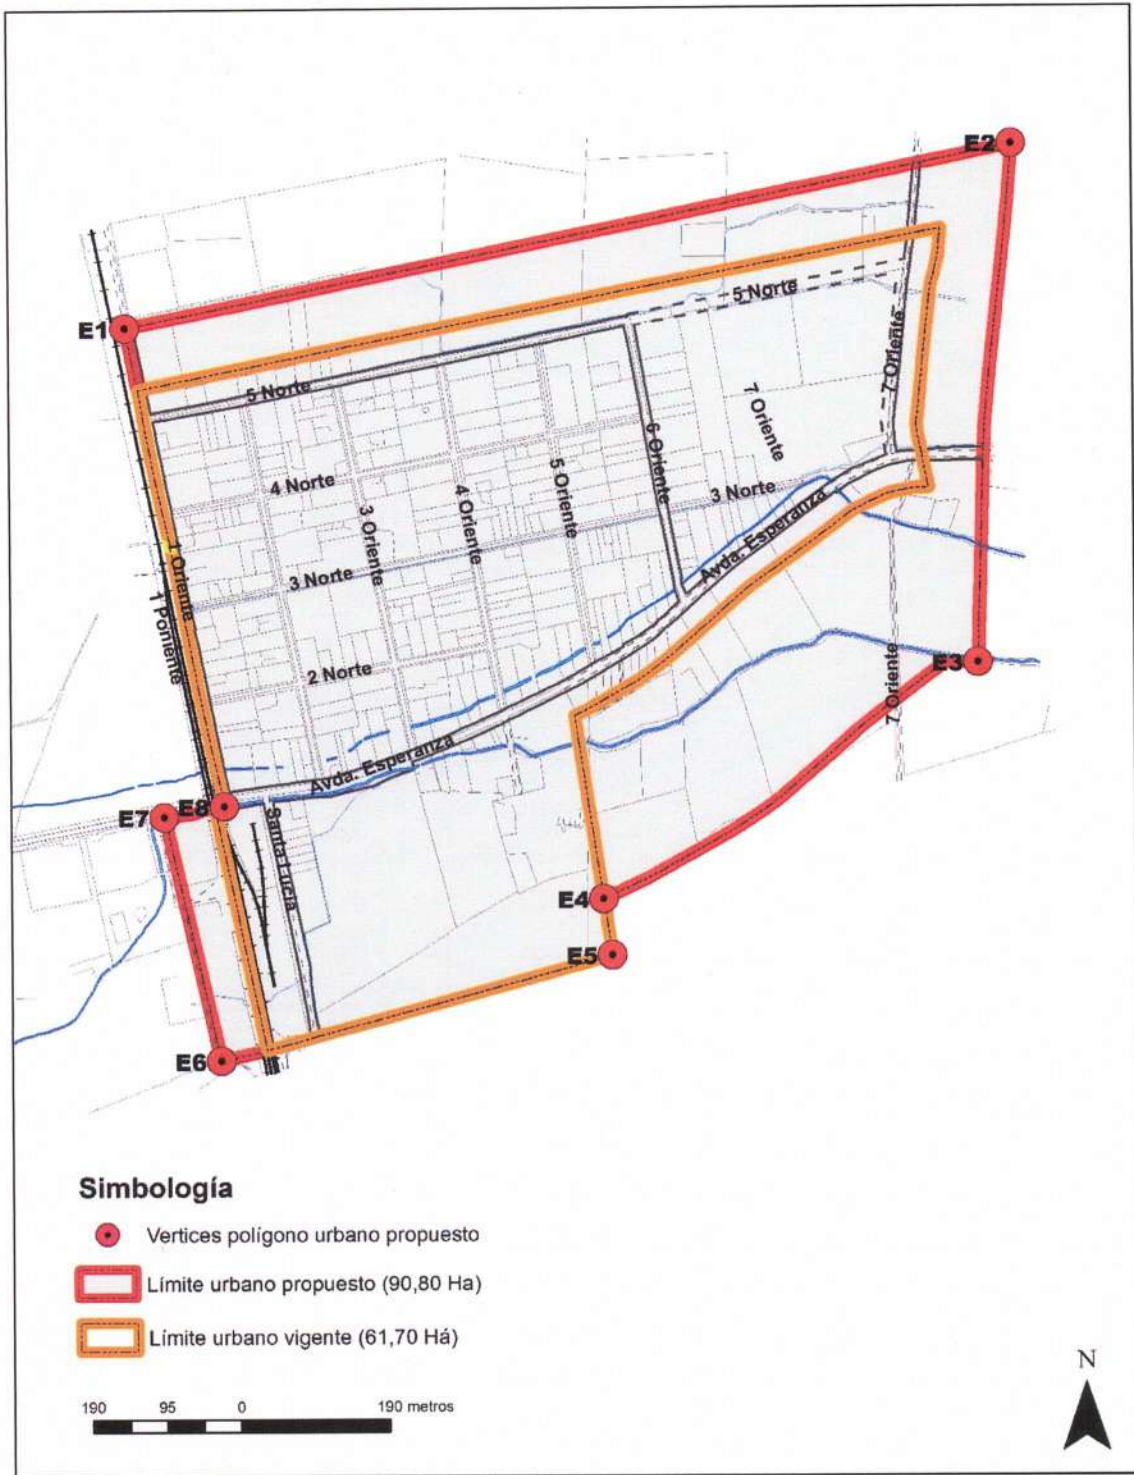 E2
E1
5 Norte
5 Norte
7 Oriente
7 Oriente
6 Oriente
5 Oriente
4 Oriente
3 Oriente
4 Norte
3 Norte
3 Norte
Avda. Esperanza
1 Oriente
1 Poniente
2 Norte
E3
7 Oriente
Avda. Esperanza
E7
E8
Santa Lucía
E4
E5
E6
Simbología
Vertices polígono urbano propuesto
Límite urbano propuesto (90,80 Ha)
Límite urbano vigente (61,70 Há)
N
190 95 0 190 metros